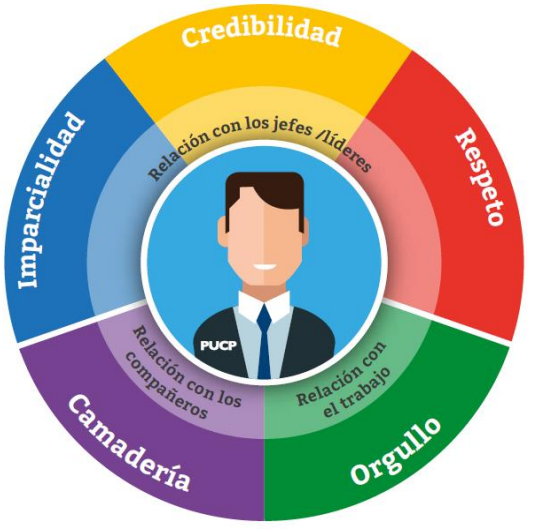 Credibilidad
Relación con los jefes /líderes
Imparcialidad
Respeto
PUCP
Relación con los
compañeros
Relación con
el trabajo
Camadería
Orgullo